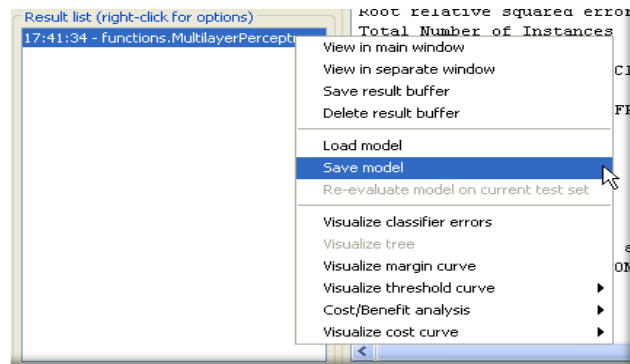 Result list (right-click for options)
17:41:34 - functions.MultilayerPercept
Root relative squared error
Total Number of Instances
View in main window
View in separate window
Save result buffer
Delete result buffer
Load model
Save model
Re-evaluate model on current test set
Visualize classifier errors
Visualize tree
Visualize margin curve
Visualize threshold curve
Cost/Benefit analysis
Visualize cost curve